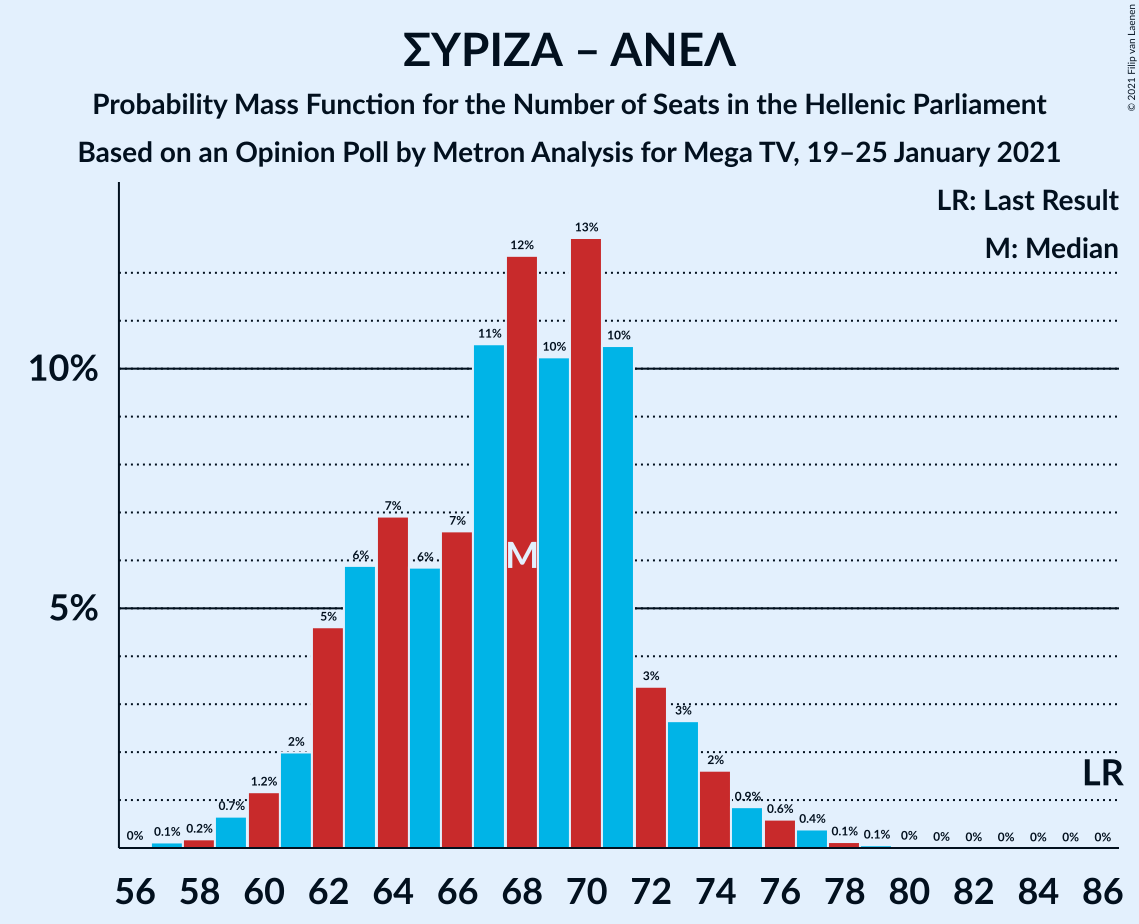 © 2021 Filip van Laenen
ΣΥΡΙΖΑ – ΑΝΕΛ
Probability Mass Function for the Number of Seats in the Hellenic Parliament
Based on an Opinion Poll by Metron Analysis for Mega TV, 19–25 January 2021
LR: Last Result
M: Median
10%
5%
0% 0.1% 0.2% 0.7% 1.2% 2% 5% 6% 7% 6% 7% 11% 12% 10% 13% 10% 3% 3% 2% 0.9% 0.6% 0.4% 0.1% 0.1% 0% 0% 0% 0% 0% 0% 0%
M
LR
56 58 60 62 64 66 68 70 72 74 76 78 80 82 84 86